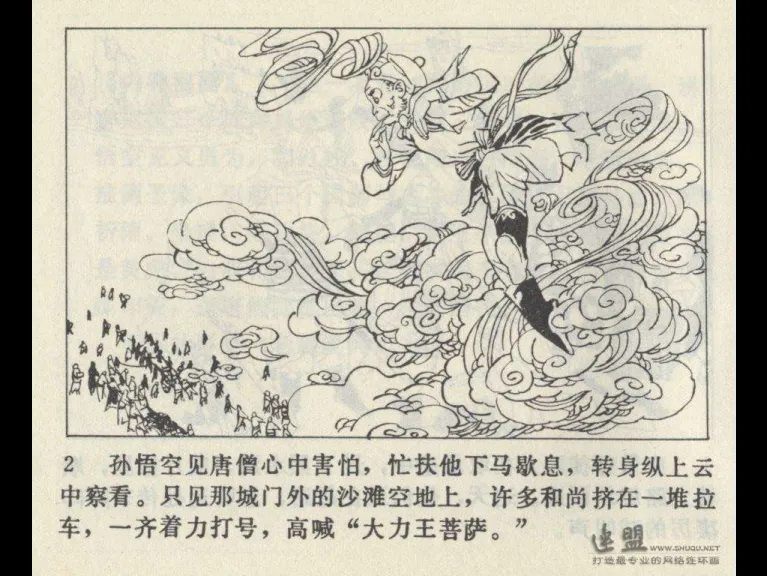 2 孙悟空见唐僧心中害怕，忙扶他下马歇息，转身纵上云
中察看。只见那城门外的沙滩空地上，许多和尚挤在一堆拉
车，一齐着力打号，高喊“大力王菩萨。”
迷盟 WWW.SHUQU.NET
打造最专业的网络连环画